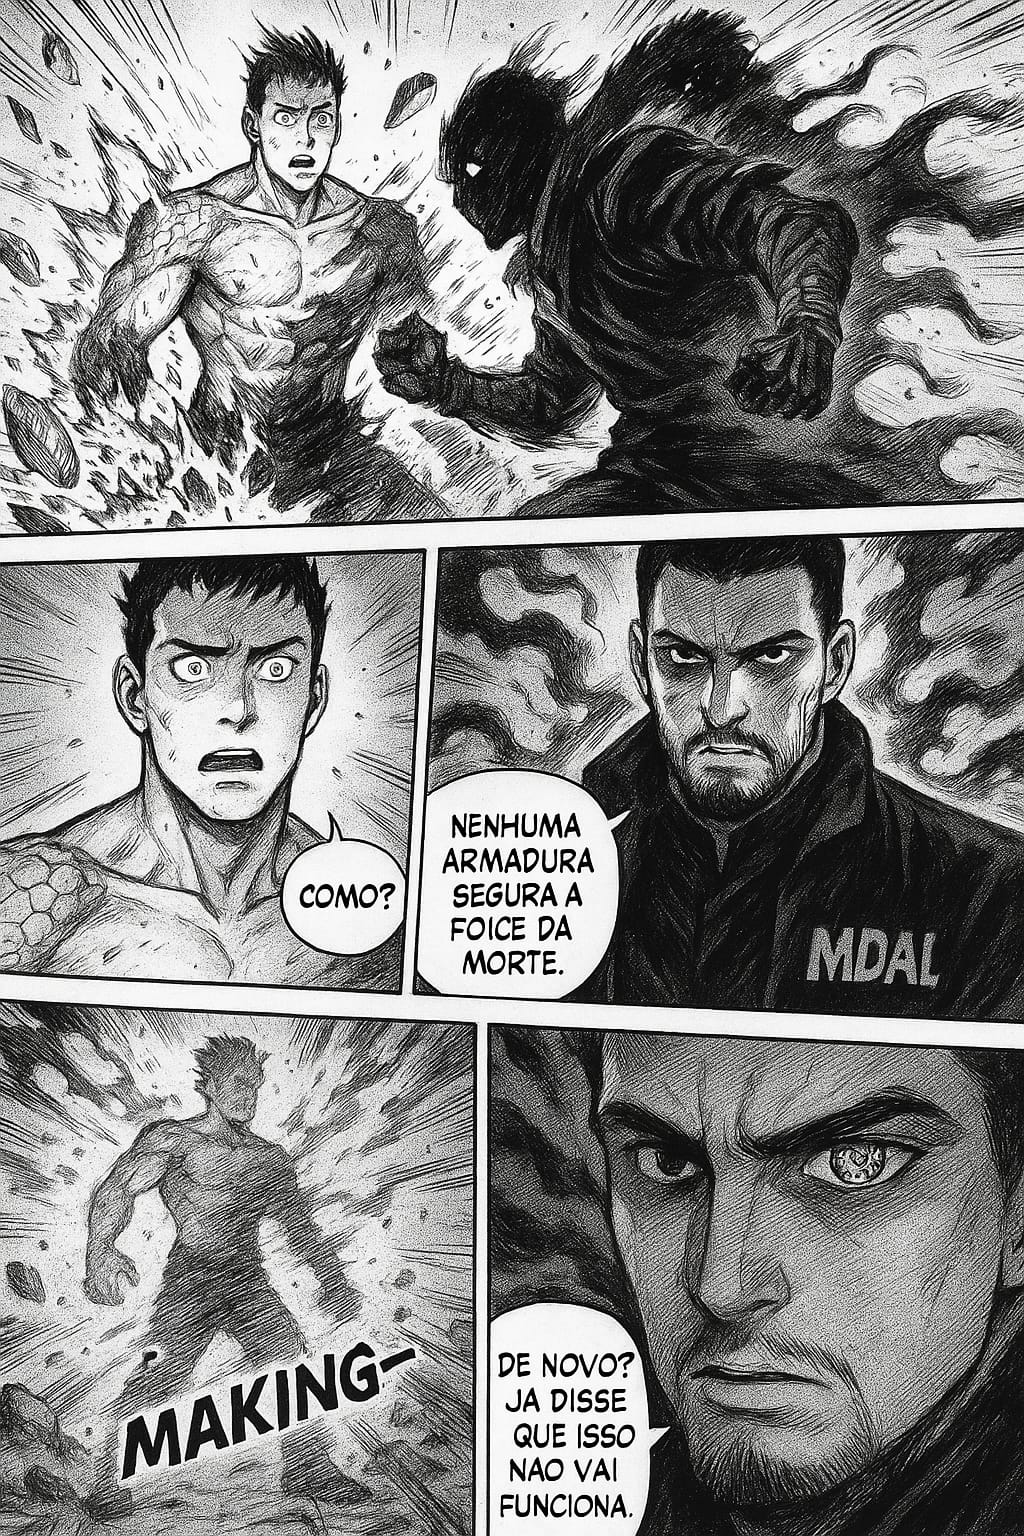 COMO?
NENHUMA
ARMADURA
SEGURA A
FOICE DA
MORTE.
MDAL
MAKING-
DE NOVO?
JA DISSE
QUE ISSO
NAO VAI
FUNCIONA.